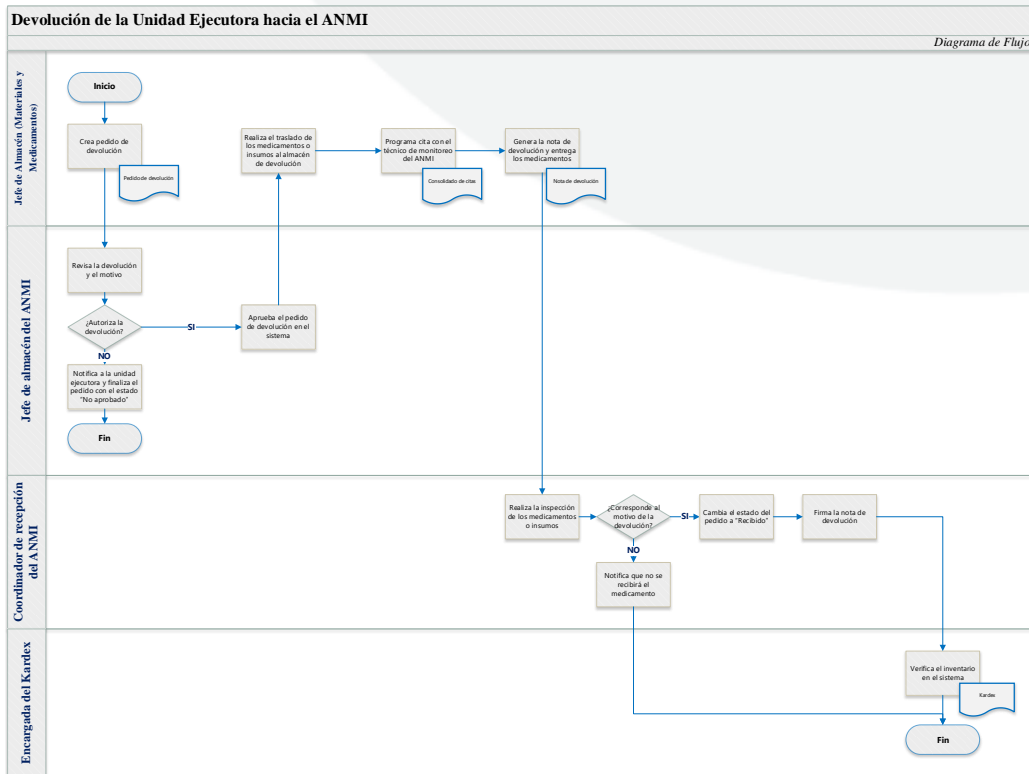 Devolución de la Unidad Ejecutora hacia el ANMI
Diagrama de Flujo
Jefe de Almacén (Materiales y
Medicamentos)
Inicio
Crea pedido de
devolución
Pedido de devolución
Realiza el traslado de
los medicamentos o
insumos al almacén
de devolución
Programa cita con el
técnico de monitoreo
del ANMI
Consolidado de citas
Genera la nota de
devolución y entrega
los medicamentos
Nota de devolución
Jefe de almacén del ANMI
Revisa la devolución
y el motivo
¿Autoriza la
devolución?
SI
Aprueba el pedido
de devolución en el
sistema
NO
Notifica a la unidad
ejecutora y finaliza el
pedido con el estado
"No aprobado"
Fin
Coordinador de recepción
del ANMI
Realiza la inspección
de los medicamentos
o insumos
¿Corresponde al
motivo de la
devolución?
SI
Cambia el estado del
pedido a "Recibido"
Firma la nota de
devolución
NO
Notifica que no se
recibirá el
medicamento
Encargada del Kardex
Verifica el inventario
en el sistema
Kardex
Fin